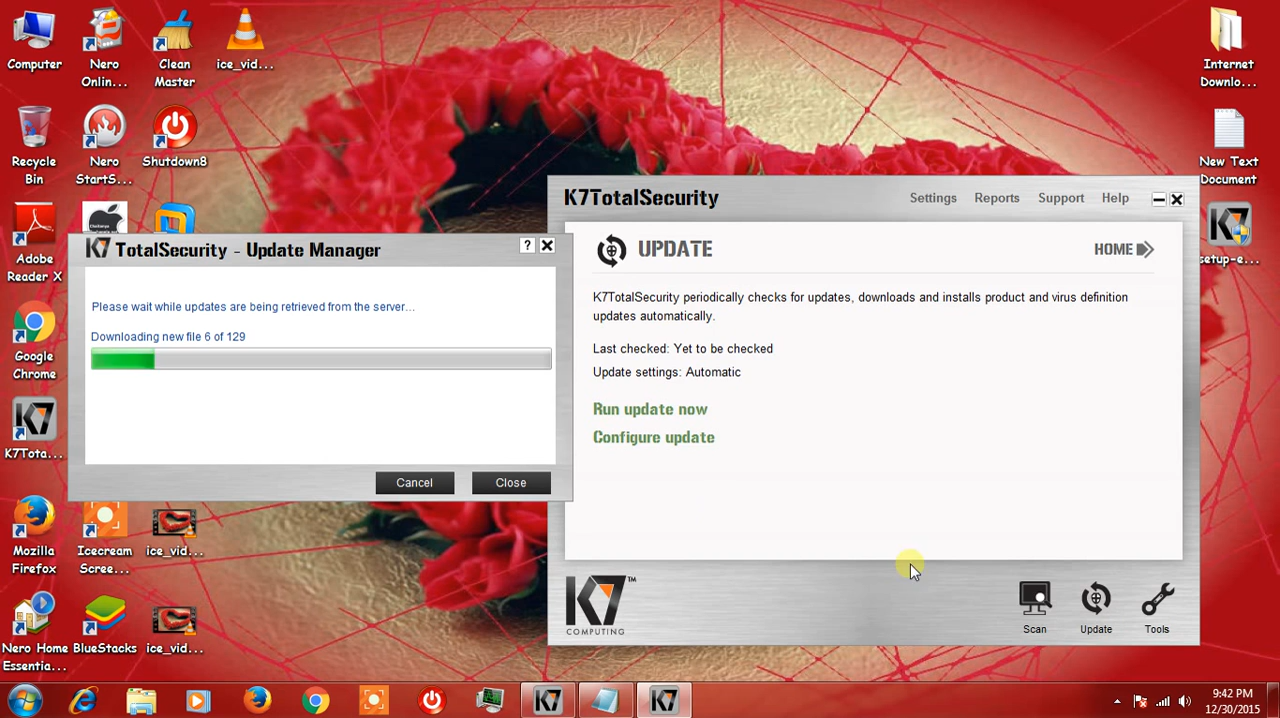 Computer
Nero
Onlin...
Clean
Master
ice_vid...
Internet
Downlo...
Recycle
Bin
Nero
StartS...
Shutdown8
New Text
Document
Adobe
Reader X
setup-e...
Google
Chrome
K7Tota...
Mozilla
Firefox
Icecream
Scree...
ice_vid...
Nero Home
Essentia...
BlueStacks
ice_vid...
K7 TotalSecurity - Update Manager
?
Please wait while updates are being retrieved from the server...
Downloading new file 6 of 129
Cancel
Close
K7TotalSecurity
Settings
Reports
Support
Help
UPDATE
HOME
K7TotalSecurity periodically checks for updates, downloads and installs product and virus definition
updates automatically.
Last checked: Yet to be checked
Update settings: Automatic
Run update now
Configure update
K7™
COMPUTING
Scan
Update
Tools
9:42 PM
12/30/2015